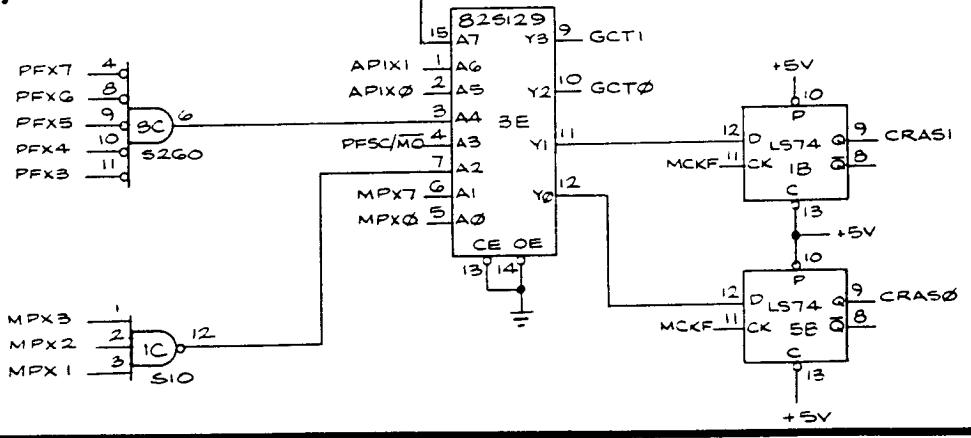 82S129
15 A7 Y3 9 GCT1
APIX1 1 A6
APIXØ 2 A5 Y2 10 GCTØ
3 A4 3E
PFSC/MO 4 A3 Y1 11
7 A2
MPX7 6 A1 YØ 12
MPXØ 5 AØ
CE OE
13 14
PFX7 4
PFX6 8
PFX5 9 3C 6
PFX4 10
PFX3 11
S260
MPX3 1
MPX2 2 1C 12
MPX1 3
S10
+5V
10
P
12 D LS74 Q 9 CRAS1
MCKF 11 CK 1B Q 8
C
13
+5V
10
P
12 D LS74 Q 9 CRASØ
MCKF 11 CK 5B Q 8
C
13
+5V